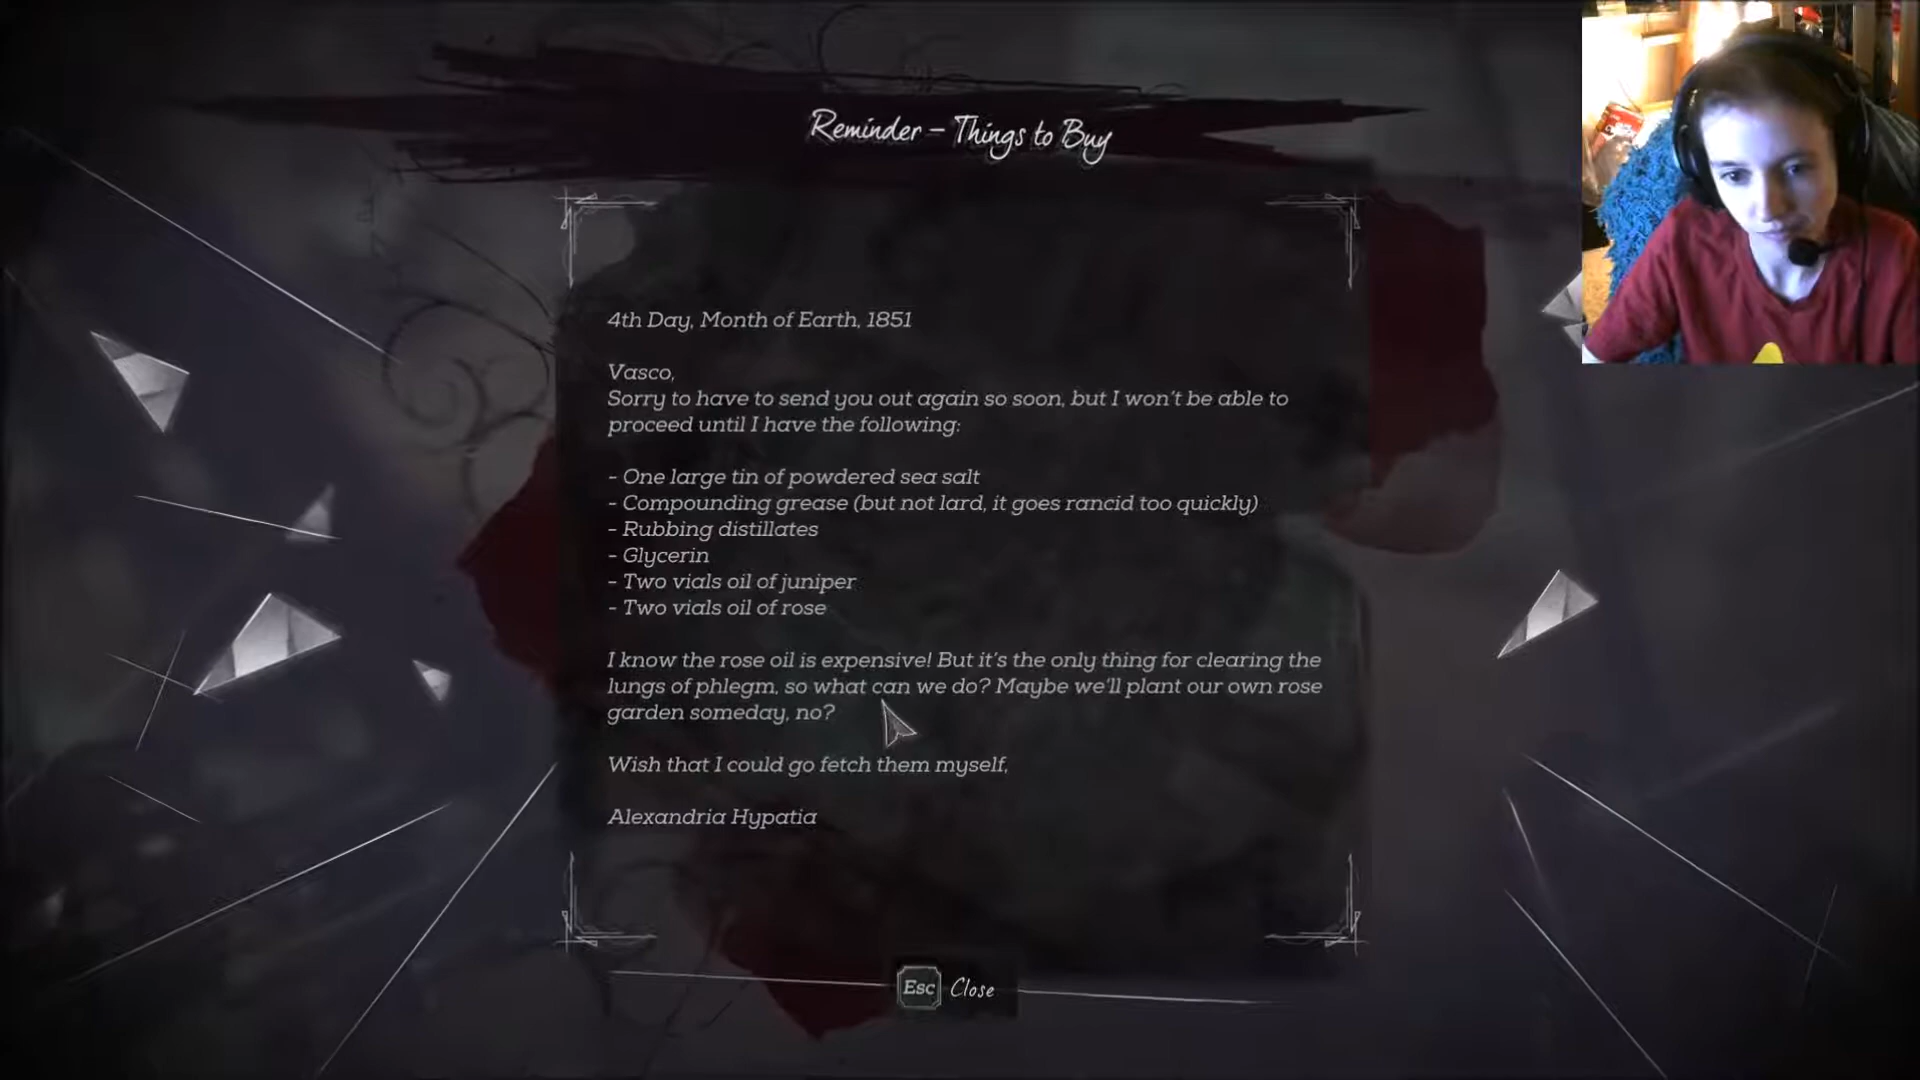 Reminder – Things to Buy
4th Day, Month of Earth, 1851
Vasco,
Sorry to have to send you out again so soon, but I won't be able to
proceed until I have the following:
- One large tin of powdered sea salt
- Compounding grease (but not lard, it goes rancid too quickly)
- Rubbing distillates
- Glycerin
- Two vials oil of juniper
- Two vials oil of rose
I know the rose oil is expensive! But it's the only thing for clearing the
lungs of phlegm, so what can we do? Maybe we'll plant our own rose
garden someday, no?
Wish that I could go fetch them myself,
Alexandria Hypatia
Esc Close